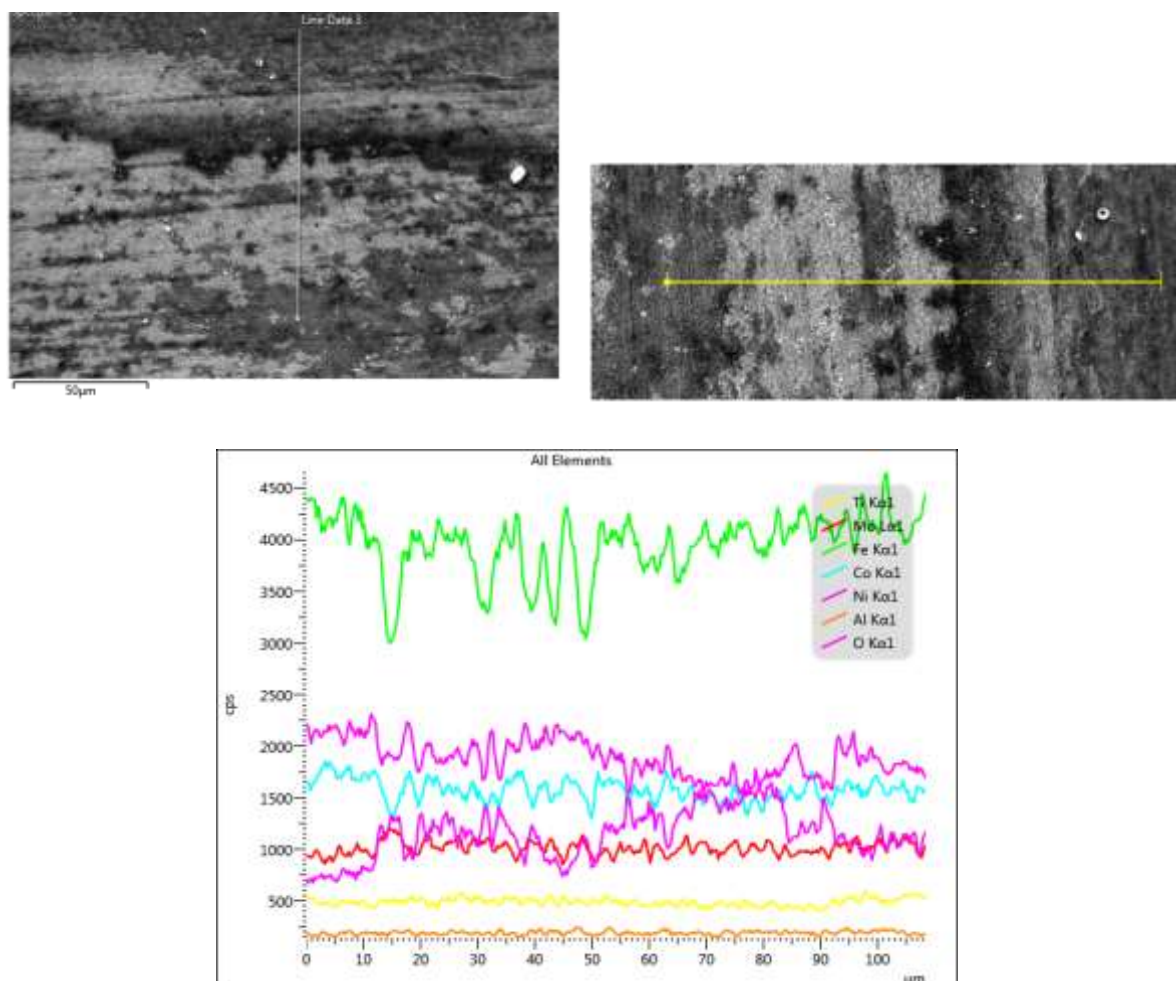 Line Data 3
50µm
All Elements
4500
4000
3500
3000
2500
2000
1500
1000
500
cps
Ti Kα1
Mo Lα1
Fe Kα1
Co Kα1
Ni Kα1
Al Kα1
O Kα1
0 10 20 30 40 50 60 70 80 90 100
µm